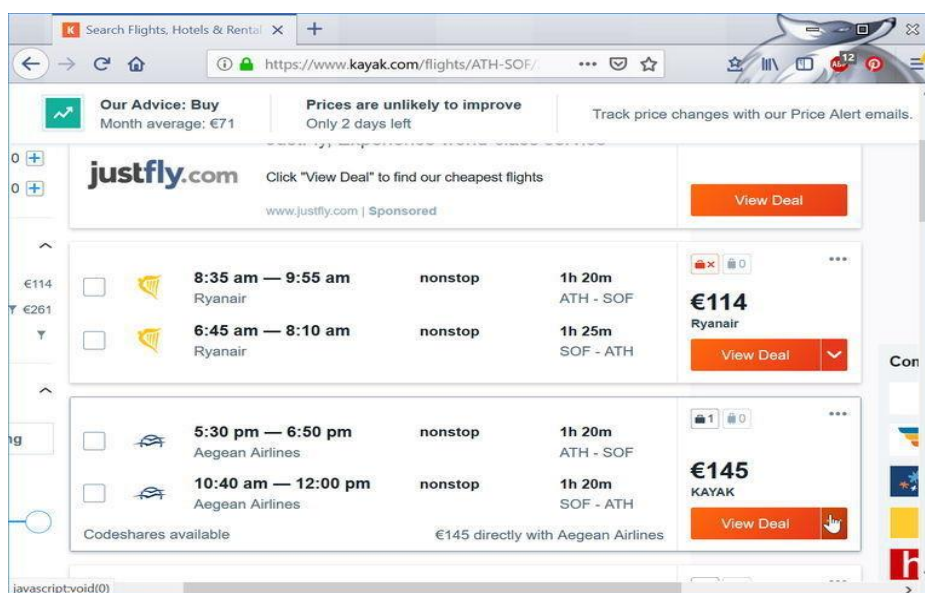 Search Flights, Hotels & Rental
https://www.kayak.com/flights/ATH-SOF/
12
Our Advice: Buy
Month average: €71
Prices are unlikely to improve
Only 2 days left
Track price changes with our Price Alert emails.
0
0
justfly.com
Click "View Deal" to find our cheapest flights
www.justfly.com | Sponsored
View Deal
€114
€261
8:35 am — 9:55 am
Ryanair
nonstop
1h 20m
ATH - SOF
6:45 am — 8:10 am
Ryanair
nonstop
1h 25m
SOF - ATH
0
€114
Ryanair
View Deal
5:30 pm — 6:50 pm
Aegean Airlines
nonstop
1h 20m
ATH - SOF
10:40 am — 12:00 pm
Aegean Airlines
nonstop
1h 20m
SOF - ATH
Codeshares available
€145 directly with Aegean Airlines
1 0
€145
KAYAK
View Deal
javascript:void(0)